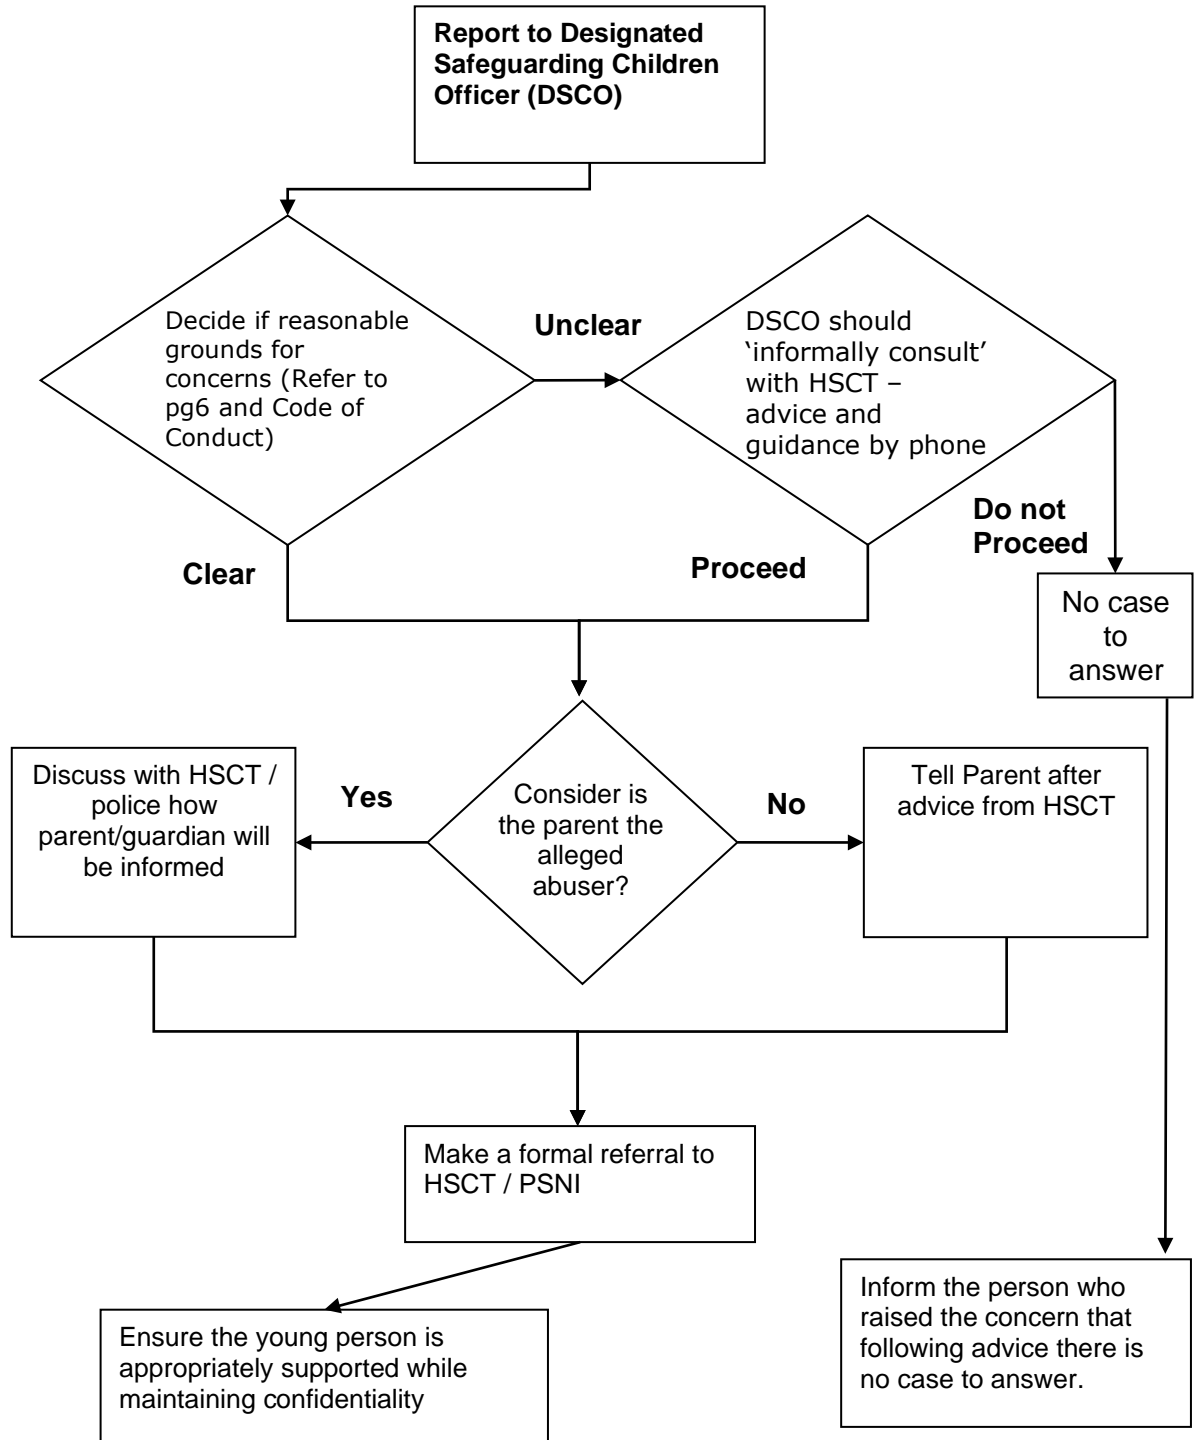 Report to Designated
Safeguarding Children
Officer (DSCO)
Decide if reasonable
grounds for
concerns (Refer to
pg6 and Code of
Conduct)
Unclear
DSCO should
‘informally consult’
with HSCT –
advice and
guidance by phone
Clear
Proceed
Do not
Proceed
No case
to
answer
Discuss with HSCT /
police how
parent/guardian will
be informed
Yes
Consider is
the parent the
alleged
abuser?
No
Tell Parent after
advice from HSCT
Make a formal referral to
HSCT / PSNI
Ensure the young person is
appropriately supported while
maintaining confidentiality
Inform the person who
raised the concern that
following advice there is
no case to answer.